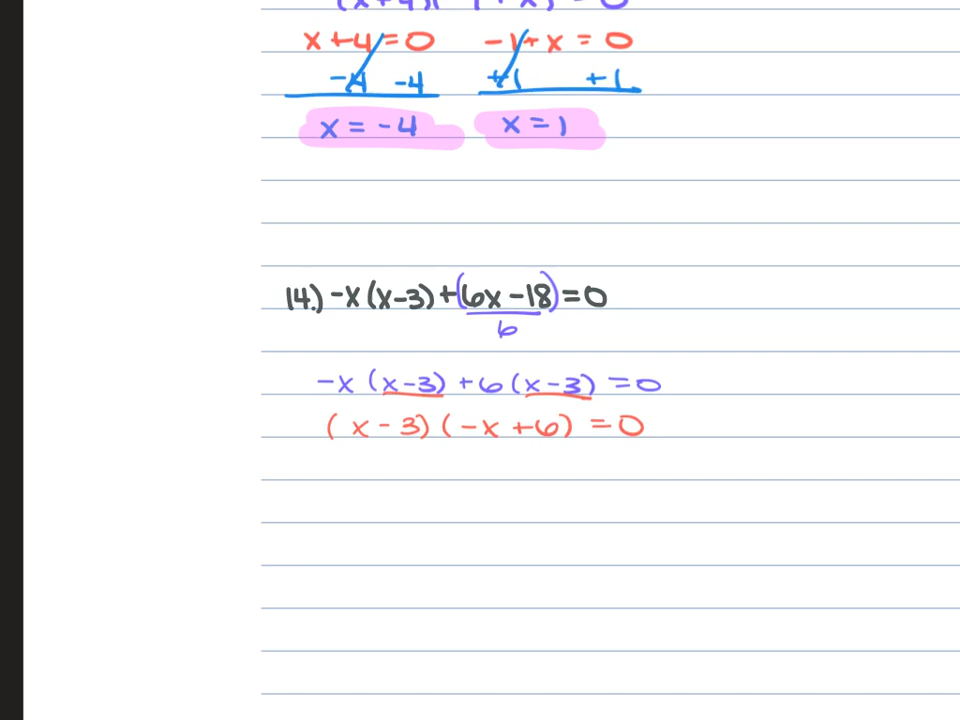 x+4=0 -1+x=0
-4 -4 +1 +1
x=-4 x=1
14.) -x(x-3)+(6x-18)=0
6
-x(x-3)+6(x-3)=0
(x-3)(-x+6)=0